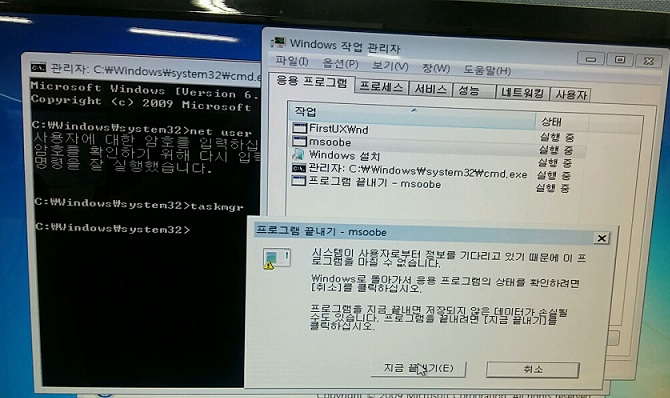 관리자: C:\Windows\system32\cmd.e
Microsoft Windows [Version 6.
Copyright (c) 2009 Microsoft
C:\Windows\system32>net user
사용자에 대한 암호를 입력하십
암호를 확인하기 위해 다시 입력
명령을 잘 실행했습니다.
C:\Windows\system32>taskmgr
C:\Windows\system32>
Windows 작업 관리자
파일(I) 옵션(P) 보기(V) 창(W) 도움말(H)
응용 프로그램 프로세스 서비스 성능 네트워킹 사용자
작업 상태
FirstUXWnd 실행 중
msoobe 실행 중
Windows 설치 실행 중
관리자: C:\Windows\system32\cmd.exe 실행 중
프로그램 끝내기 - msoobe 실행 중
프로그램 끝내기 - msoobe
시스템이 사용자로부터 정보를 기다리고 있기 때문에 이 프
로그램을 마칠 수 없습니다.
Windows로 돌아가서 응용 프로그램의 상태를 확인하려면
[취소]를 클릭하십시오.
프로그램을 지금 끝내면 저장되지 않은 데이터가 손실될
수도 있습니다. 프로그램을 끝내려면 [지금 끝내기]를
클릭하십시오.
지금 끝내기(E) 취소
Copyright © 2009 Microsoft Corporation. All rights reserved.